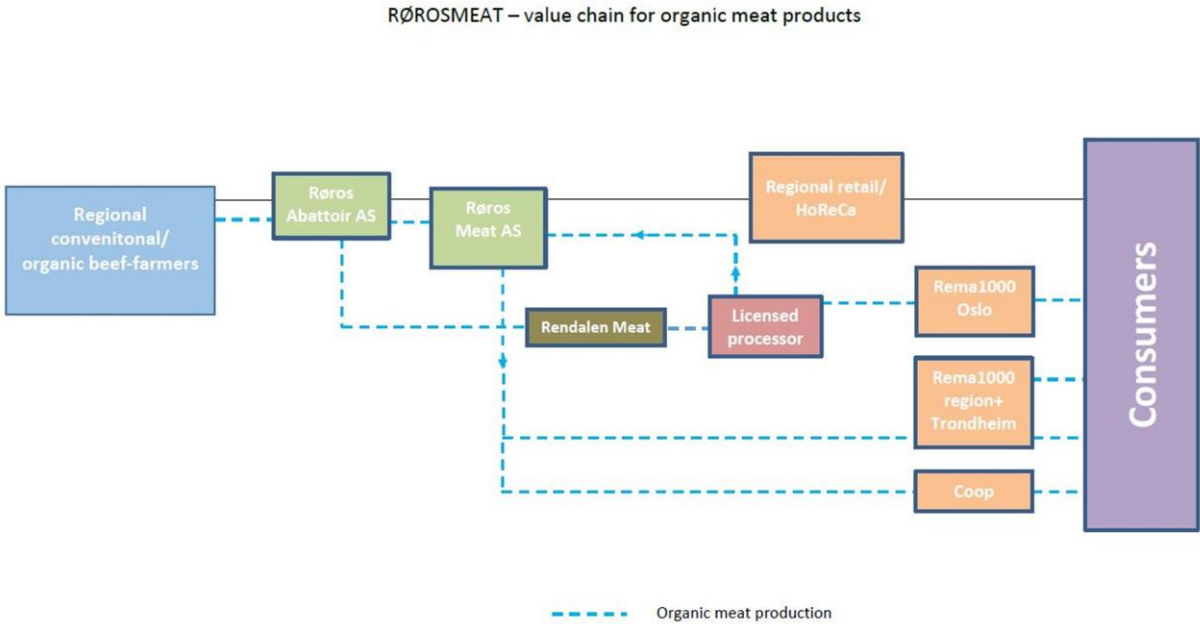 RØROSMEAT – value chain for organic meat products
Regional
convenitonal/
organic beef-farmers
Røros
Abattoir AS
Røros
Meat AS
Rendalen Meat
Licensed
processor
Regional retail/
HoReCa
Rema1000
Oslo
Rema1000
region+
Trondheim
Coop
Consumers
Organic meat production